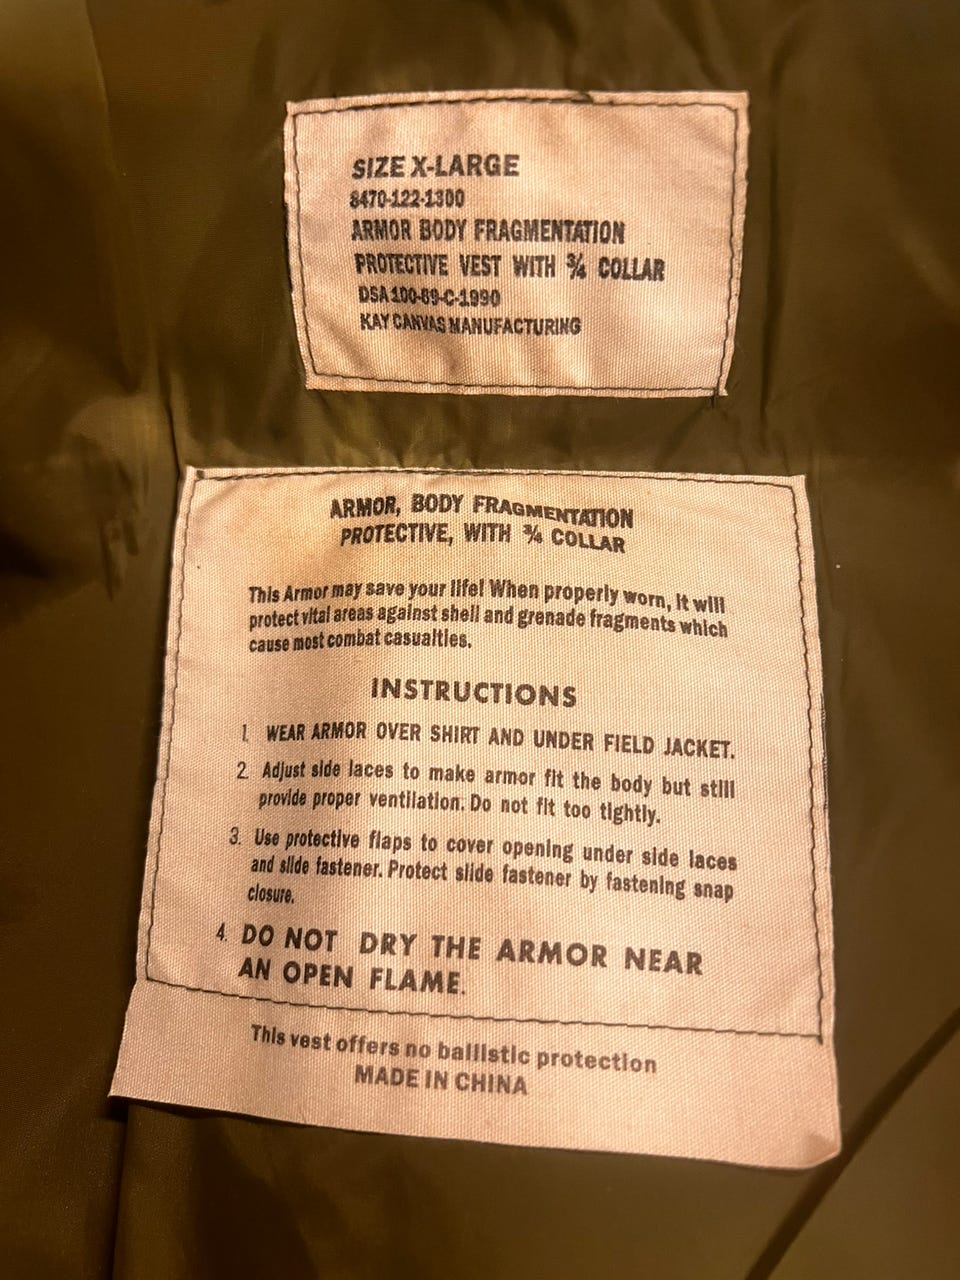 SIZE X-LARGE
8470-122-1300
ARMOR BODY FRAGMENTATION
PROTECTIVE VEST WITH ¾ COLLAR
DSA 100-69-C-1990
KAY CANVAS MANUFACTURING
ARMOR, BODY FRAGMENTATION
PROTECTIVE, WITH ¾ COLLAR
This Armor may save your life! When properly worn, it will
protect vital areas against shell and grenade fragments which
cause most combat casualties.
INSTRUCTIONS
1. WEAR ARMOR OVER SHIRT AND UNDER FIELD JACKET.
2. Adjust side laces to make armor fit the body but still
provide proper ventilation. Do not fit too tightly.
3. Use protective flaps to cover opening under side laces
and slide fastener. Protect slide fastener by fastening snap
closure.
4. DO NOT DRY THE ARMOR NEAR
AN OPEN FLAME.
This vest offers no ballistic protection
MADE IN CHINA